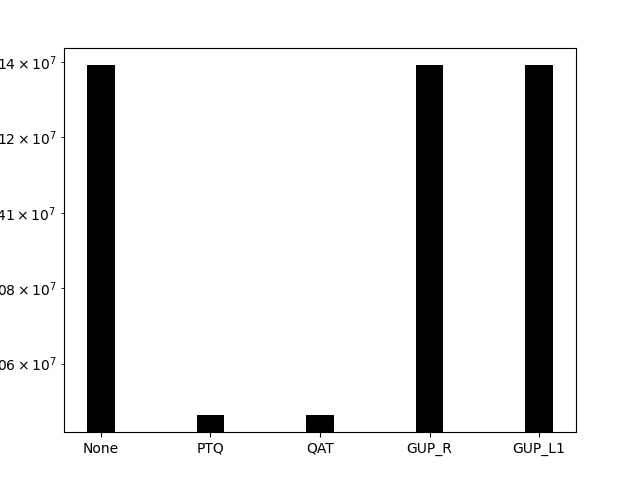 14 × 10⁷
12 × 10⁷
41 × 10⁷
08 × 10⁷
06 × 10⁷
None PTQ QAT GUP_R GUP_L1